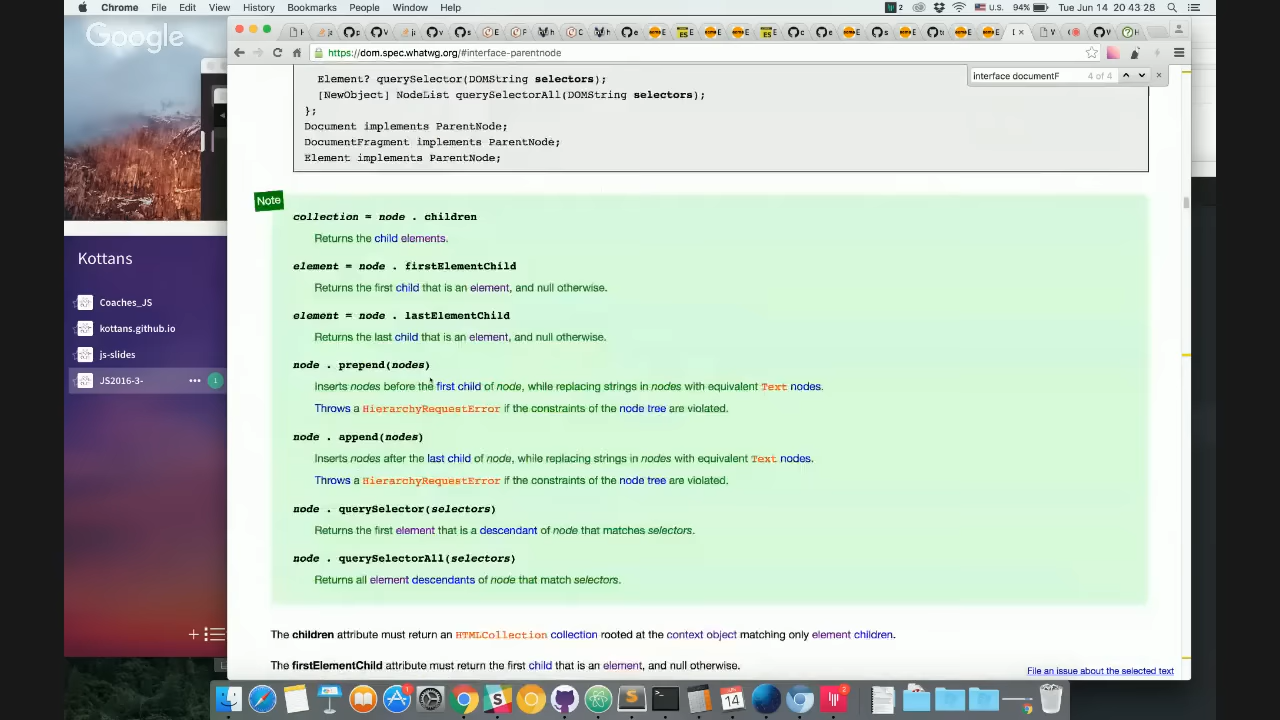 Chrome File Edit View History Bookmarks People Window Help
2 U.S. 94% Tue Jun 14 20 43 28
Google
https://dom.spec.whatwg.org/#interface-parentnode
interface documentF 4 of 4
Element? querySelector(DOMString selectors);
[NewObject] NodeList querySelectorAll(DOMString selectors);
};
Document implements ParentNode;
DocumentFragment implements ParentNode;
Element implements ParentNode;
Note
collection = node . children
Returns the child elements.
element = node . firstElementChild
Returns the first child that is an element, and null otherwise.
element = node . lastElementChild
Returns the last child that is an element, and null otherwise.
node . prepend(nodes)
Inserts nodes before the first child of node, while replacing strings in nodes with equivalent Text nodes.
Throws a HierarchyRequestError if the constraints of the node tree are violated.
node . append(nodes)
Inserts nodes after the last child of node, while replacing strings in nodes with equivalent Text nodes.
Throws a HierarchyRequestError if the constraints of the node tree are violated.
node . querySelector(selectors)
Returns the first element that is a descendant of node that matches selectors.
node . querySelectorAll(selectors)
Returns all element descendants of node that match selectors.
The children attribute must return an HTMLCollection collection rooted at the context object matching only element children.
The firstElementChild attribute must return the first child that is an element, and null otherwise.
File an issue about the selected text
Kottans
Coaches_JS
kottans.github.io
js-slides
JS2016-3- ••• 1
+
1
14
2